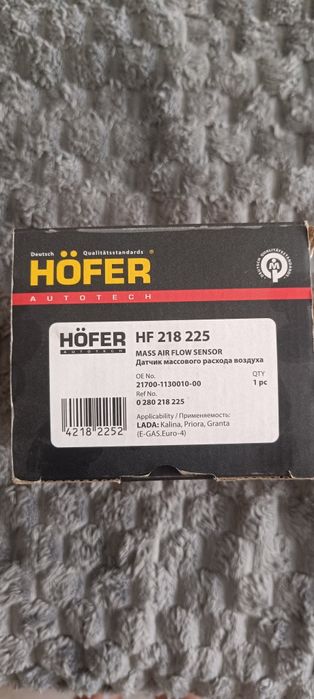 Deutsch Qualitätsstandards
HÖFER®
AUTOTECH
HÖFER
AUTOTECH
HF 218 225
MASS AIR FLOW SENSOR
Датчик массового расхода воздуха
OE No.
QTY
21700-1130010-00
1 pc
Ref No.
0 280 218 225
Applicability / Применяемость:
LADA: Kalina, Priora, Granta
(E-GAS.Euro-4)
4218 2252